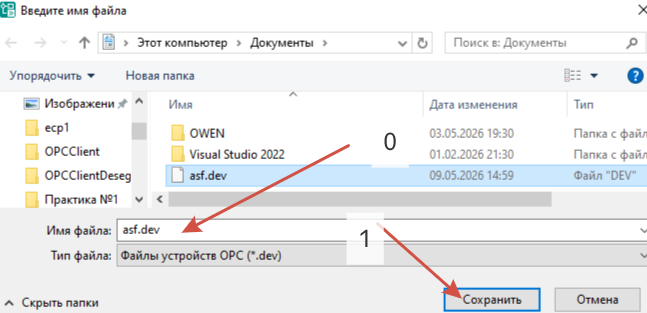 Введите имя файла
Этот компьютер > Документы >
Поиск в: Документы
Упорядочить
Новая папка
?
Изображени
ecp1
OPCClient
OPCClientDeseg
Практика №1
Имя
Дата изменения
Тип
OWEN
03.05.2026 19:30
Папка с файл
Visual Studio 2022
01.02.2026 21:30
Папка с файл
asf.dev
09.05.2026 14:59
Файл "DEV"
0
Имя файла:
asf.dev
1
Тип файла:
Файлы устройств OPC (*.dev)
Скрыть папки
Сохранить
Отмена